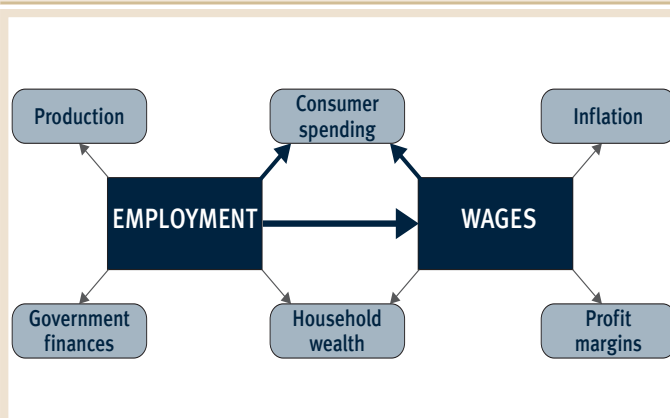 Production
Consumer
spending
Inflation
EMPLOYMENT
WAGES
Government
finances
Household
wealth
Profit
margins